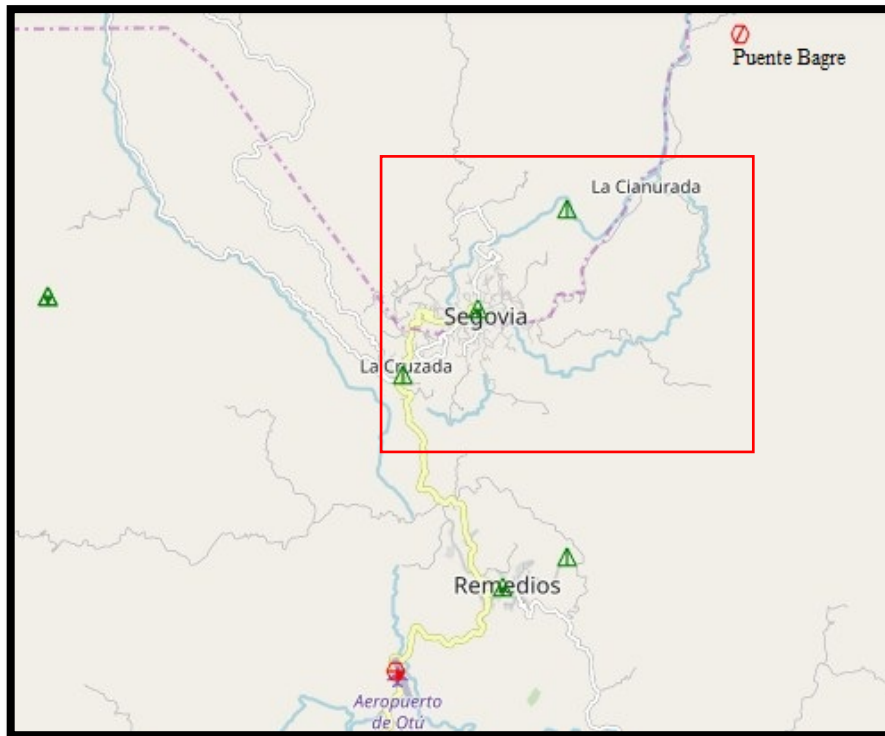 Puente Bagre
La Cianurada
Segovia
La Cruzada
Remedios
Aeropuerto
de Otú